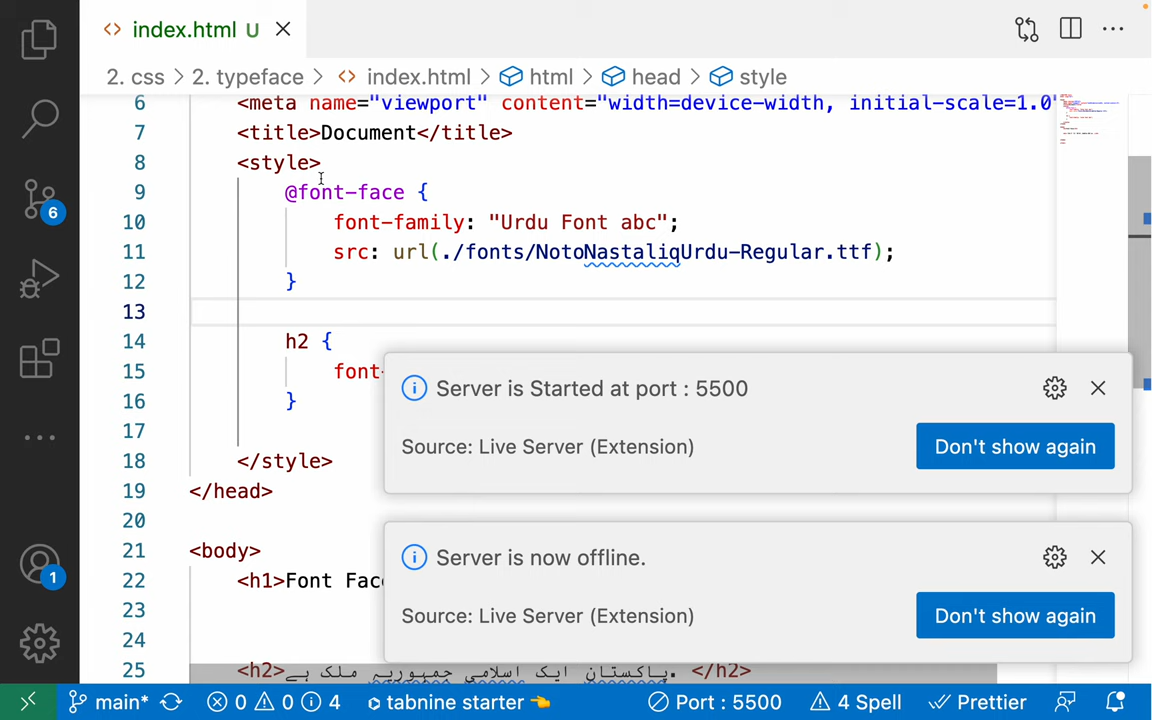 index.html U
2. css > 2. typeface > index.html > html > head > style
6 <meta name="viewport" content="width=device-width, initial-scale=1.0"
7 <title>Document</title>
8 <style>
9 @font-face {
10 font-family: "Urdu Font abc";
11 src: url(./fonts/NotoNastaliqUrdu-Regular.ttf);
12 }
13
14 h2 {
15 font-
16 }
17
18 </style>
19 </head>
20
21 <body>
22 <h1>Font Fac
23
24
25 <h2>پاکستان ایک اسلامی جمہوریہ ملک ہے. </h2>
Server is Started at port : 5500
Source: Live Server (Extension)
Don't show again
Server is now offline.
Source: Live Server (Extension)
Don't show again
6
1
main* 0 0 4 tabnine starter 👈 Port : 5500 4 Spell Prettier